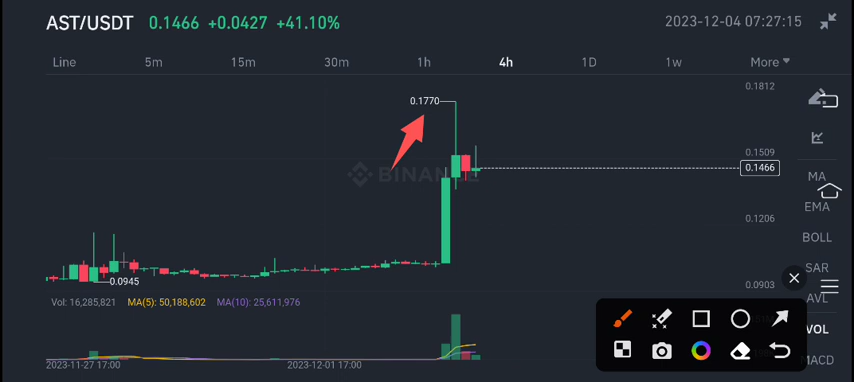 AST/USDT 0.1466 +0.0427 +41.10% 2023-12-04 07:27:15
Line 5m 15m 30m 1h 4h 1D 1w More
0.1812
0.1770
0.1509
0.1466
BINANCE
MA
EMA
0.1206
BOLL
SAR
0.0945
0.0903
AVL
Vol: 16,285,821 MA(5): 50,188,602 MA(10): 25,611,976
VOL
MACD
2023-11-27 17:00 2023-12-01 17:00